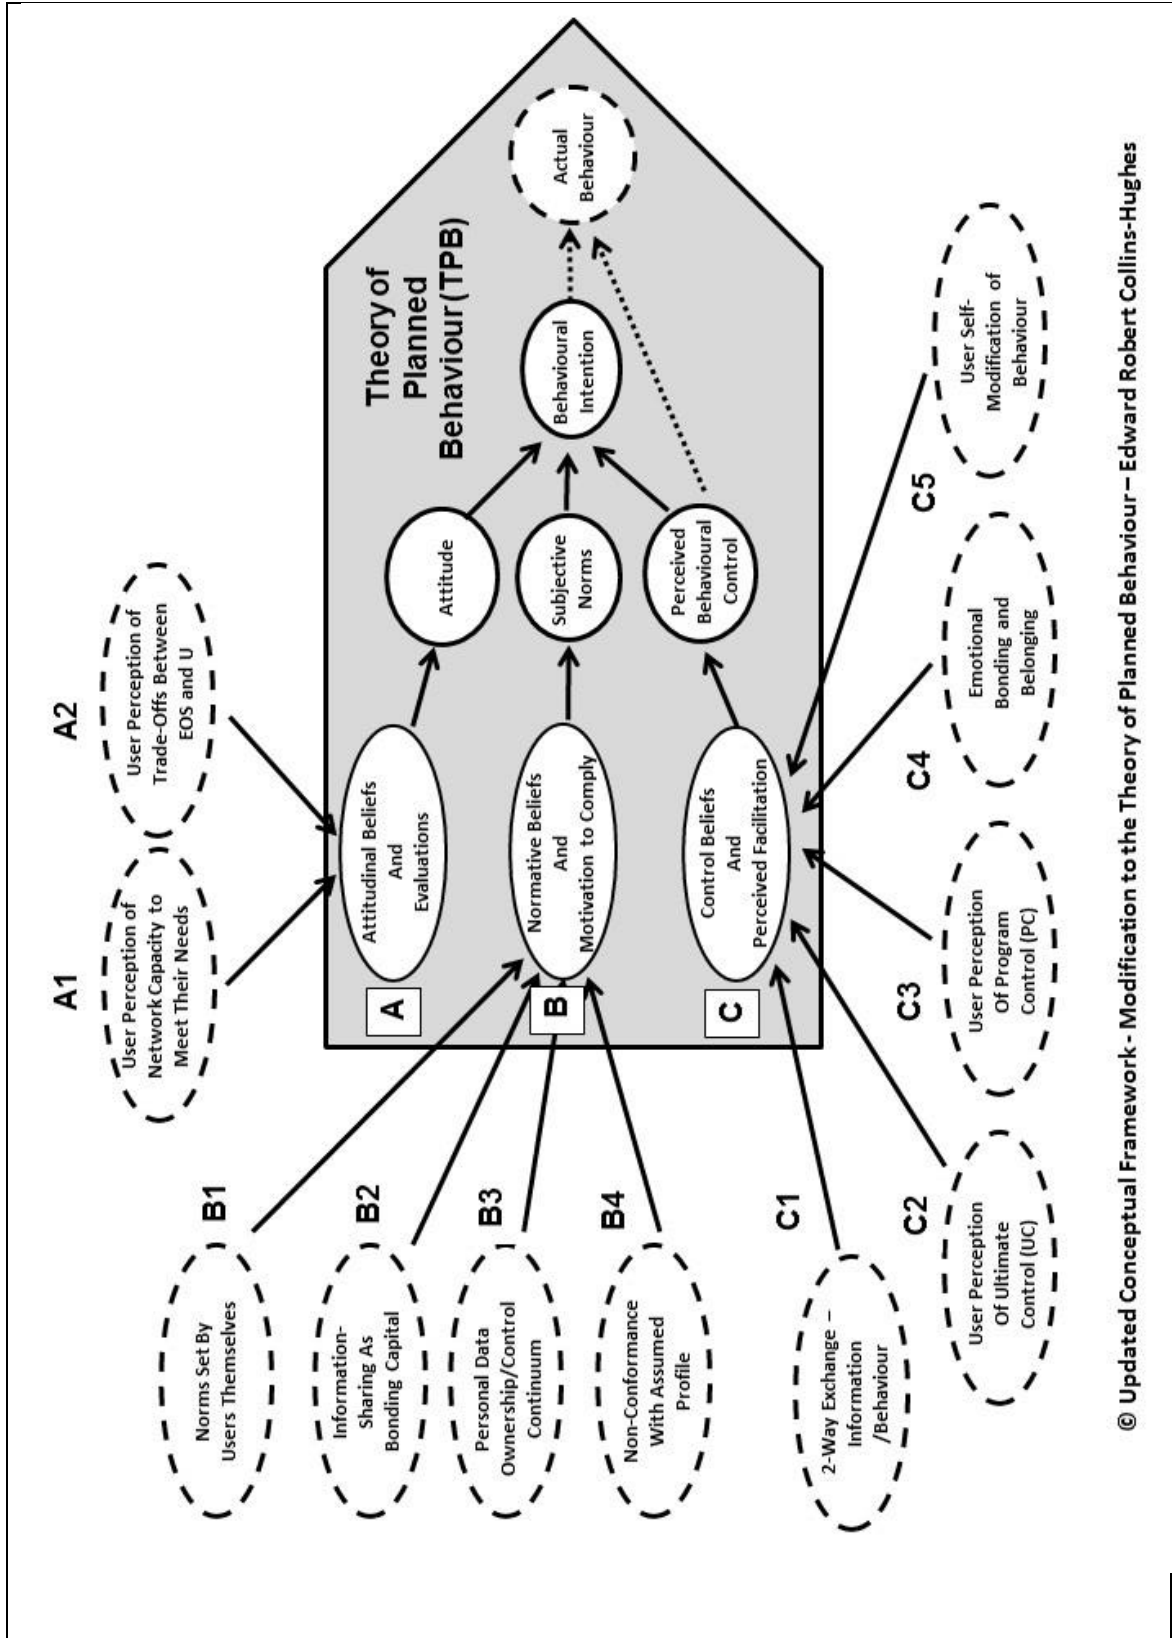 A1
User Perception of
Network Capacity to
Meet Their Needs
A2
User Perception of
Trade-Offs Between
EOS and U
B1
Norms Set By
Users Themselves
B2
Information-
Sharing As
Bonding Capital
B3
Personal Data
Ownership/Control
Continuum
B4
Non-Conformance
With Assumed
Profile
C1
2-Way Exchange –
Information
/Behaviour
C2
User Perception
Of Ultimate
Control (UC)
C3
User Perception
Of Program
Control (PC)
C4
Emotional
Bonding and
Belonging
C5
User Self-
Modification of
Behaviour
Theory of
Planned
Behaviour(TPB)
A
Attitudinal Beliefs
And
Evaluations
B
Normative Beliefs
And
Motivation to Comply
C
Control Beliefs
And
Perceived Facilitation
Attitude
Subjective
Norms
Perceived
Behavioural
Control
Behavioural
Intention
Actual
Behaviour
© Updated Conceptual Framework - Modification to the Theory of Planned Behaviour – Edward Robert Collins-Hughes